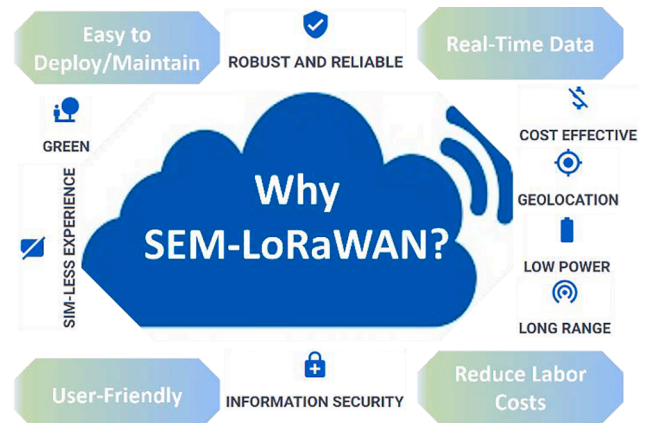 Easy to
Deploy/Maintain
ROBUST AND RELIABLE
Real-Time Data
GREEN
COST EFFECTIVE
SIM-LESS EXPERIENCE
Why
SEM-LoRaWAN?
GEOLOCATION
LOW POWER
LONG RANGE
User-Friendly
INFORMATION SECURITY
Reduce Labor
Costs